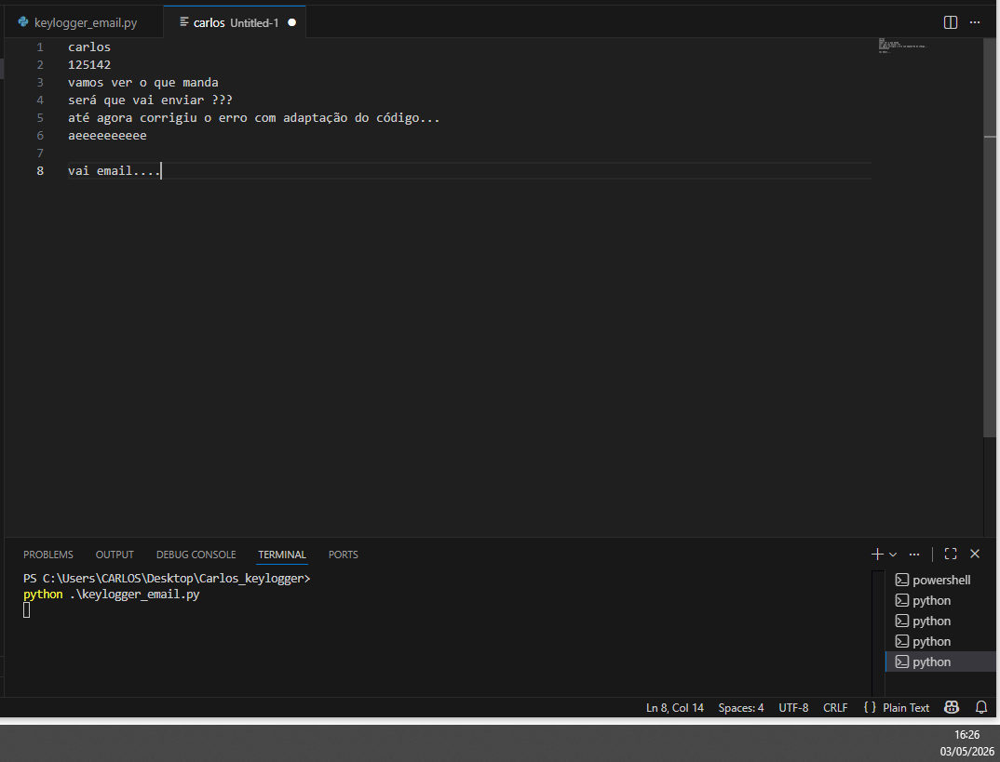 keylogger_email.py
carlos Untitled-1
1 carlos
2 125142
3 vamos ver o que manda
4 será que vai enviar ???
5 até agora corrigiu o erro com adaptação do código...
6 aeeeeeeeeee
7
8 vai email....
PROBLEMS OUTPUT DEBUG CONSOLE TERMINAL PORTS
PS C:\Users\CARLOS\Desktop\Carlos_keylogger>
python .\keylogger_email.py
powershell
python
python
python
python
Ln 8, Col 14 Spaces: 4 UTF-8 CRLF { } Plain Text
16:26
03/05/2026